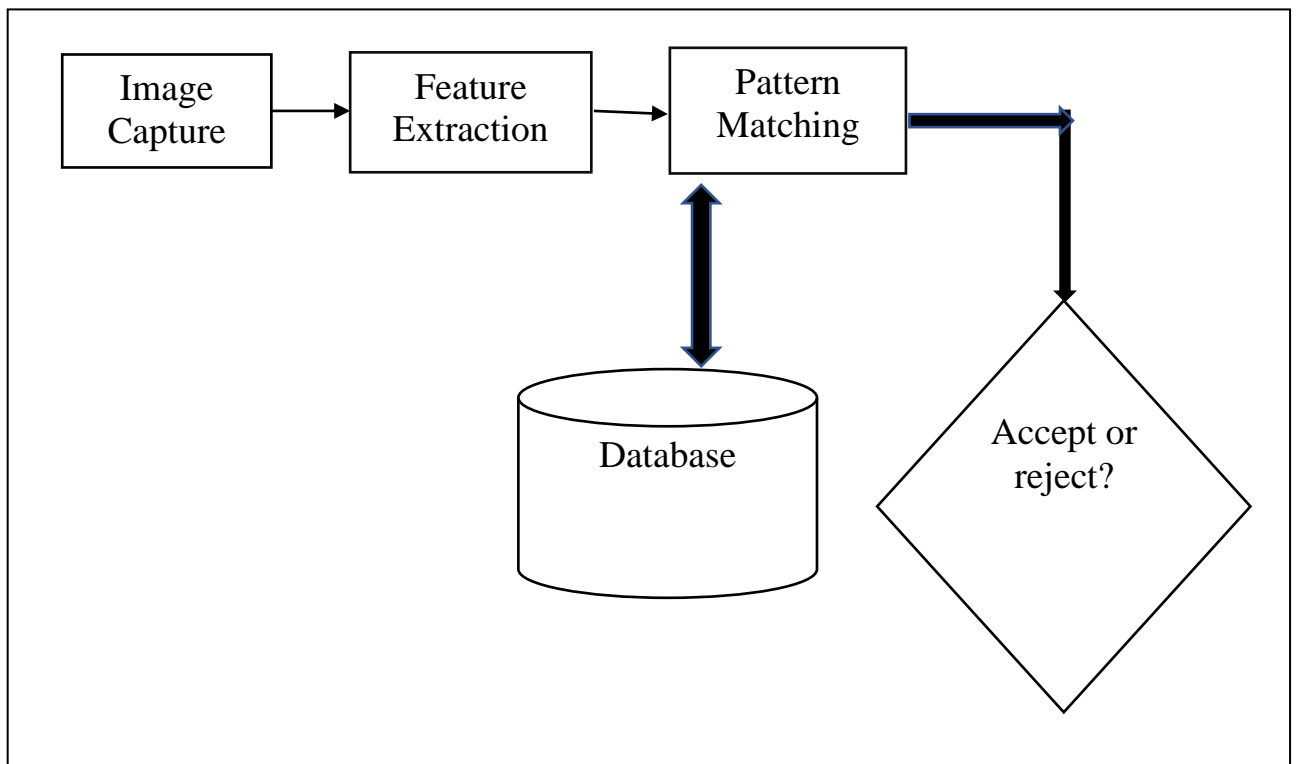 Image
Capture
Feature
Extraction
Pattern
Matching
Database
Accept or
reject?